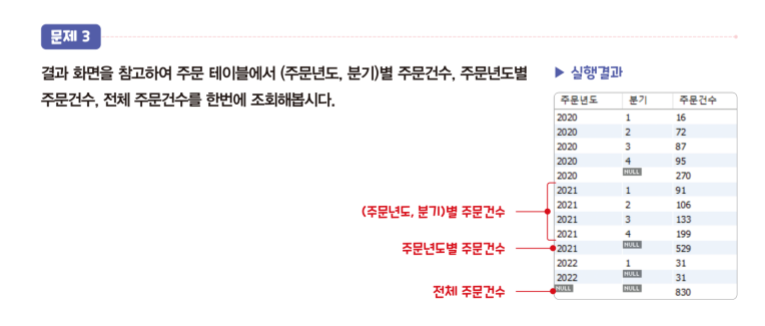 문제 3
결과 화면을 참고하여 주문 테이블에서 (주문년도, 분기)별 주문건수, 주문년도별
주문건수, 전체 주문건수를 한번에 조회해봅시다.
▶ 실행결과
주문년도 분기 주문건수
2020 1 16
2020 2 72
2020 3 87
2020 4 95
2020 NULL 270
2021 1 91
(주문년도, 분기)별 주문건수
2021 2 106
2021 3 133
2021 4 199
주문년도별 주문건수
2021 NULL 529
2022 1 31
2022 NULL 31
전체 주문건수
NULL NULL 830